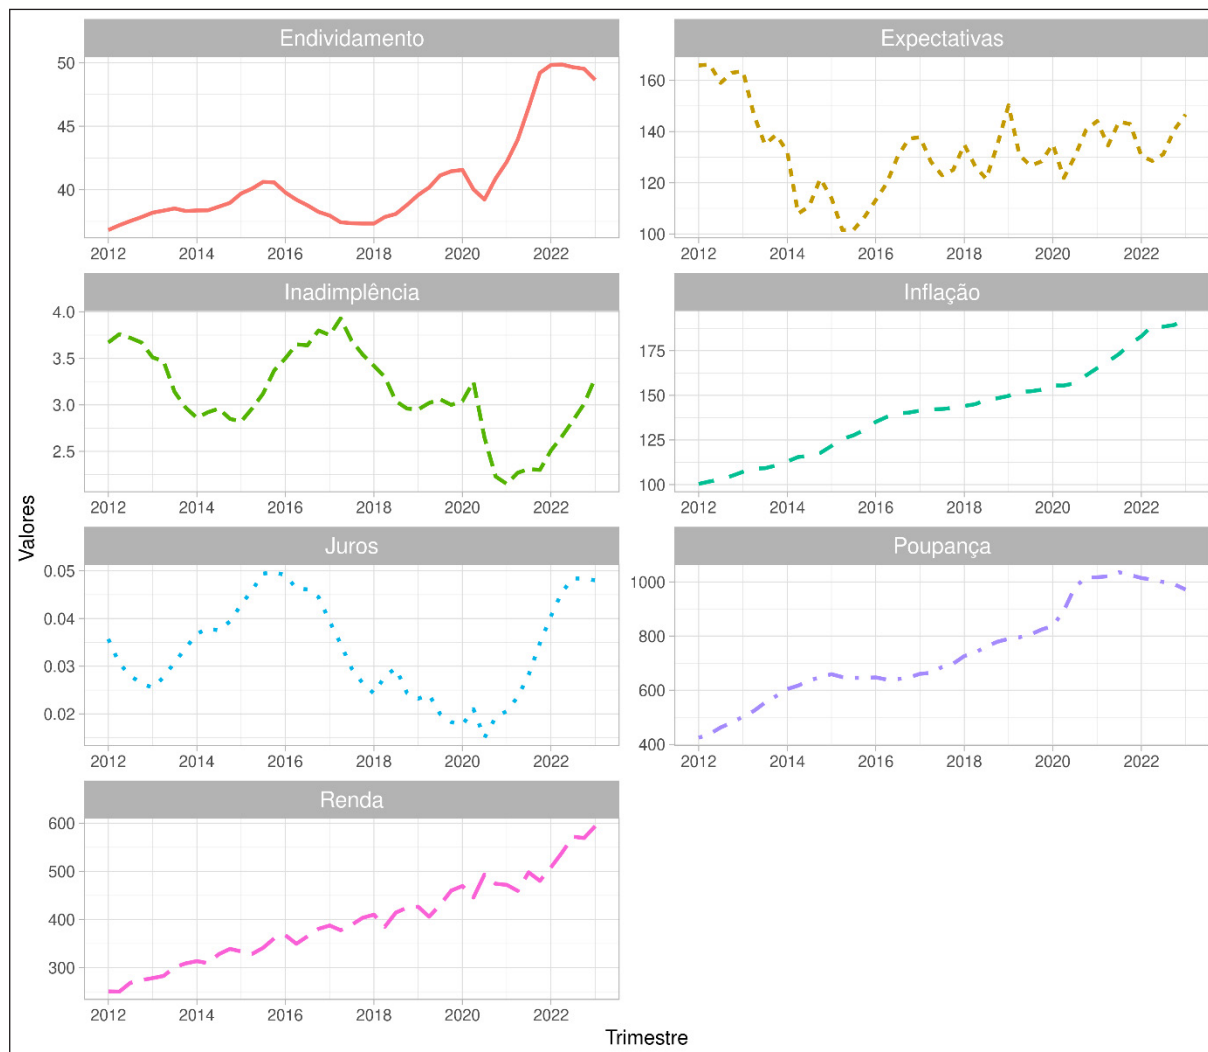 Endividamento
50
45
40
2012 2014 2016 2018 2020 2022
Expectativas
160
140
120
100
2012 2014 2016 2018 2020 2022
Inadimplência
4.0
3.5
3.0
2.5
2012 2014 2016 2018 2020 2022
Inflação
175
150
125
100
2012 2014 2016 2018 2020 2022
Valores
Juros
0.05
0.04
0.03
0.02
2012 2014 2016 2018 2020 2022
Poupança
1000
800
600
400
2012 2014 2016 2018 2020 2022
Renda
600
500
400
300
2012 2014 2016 2018 2020 2022
Trimestre